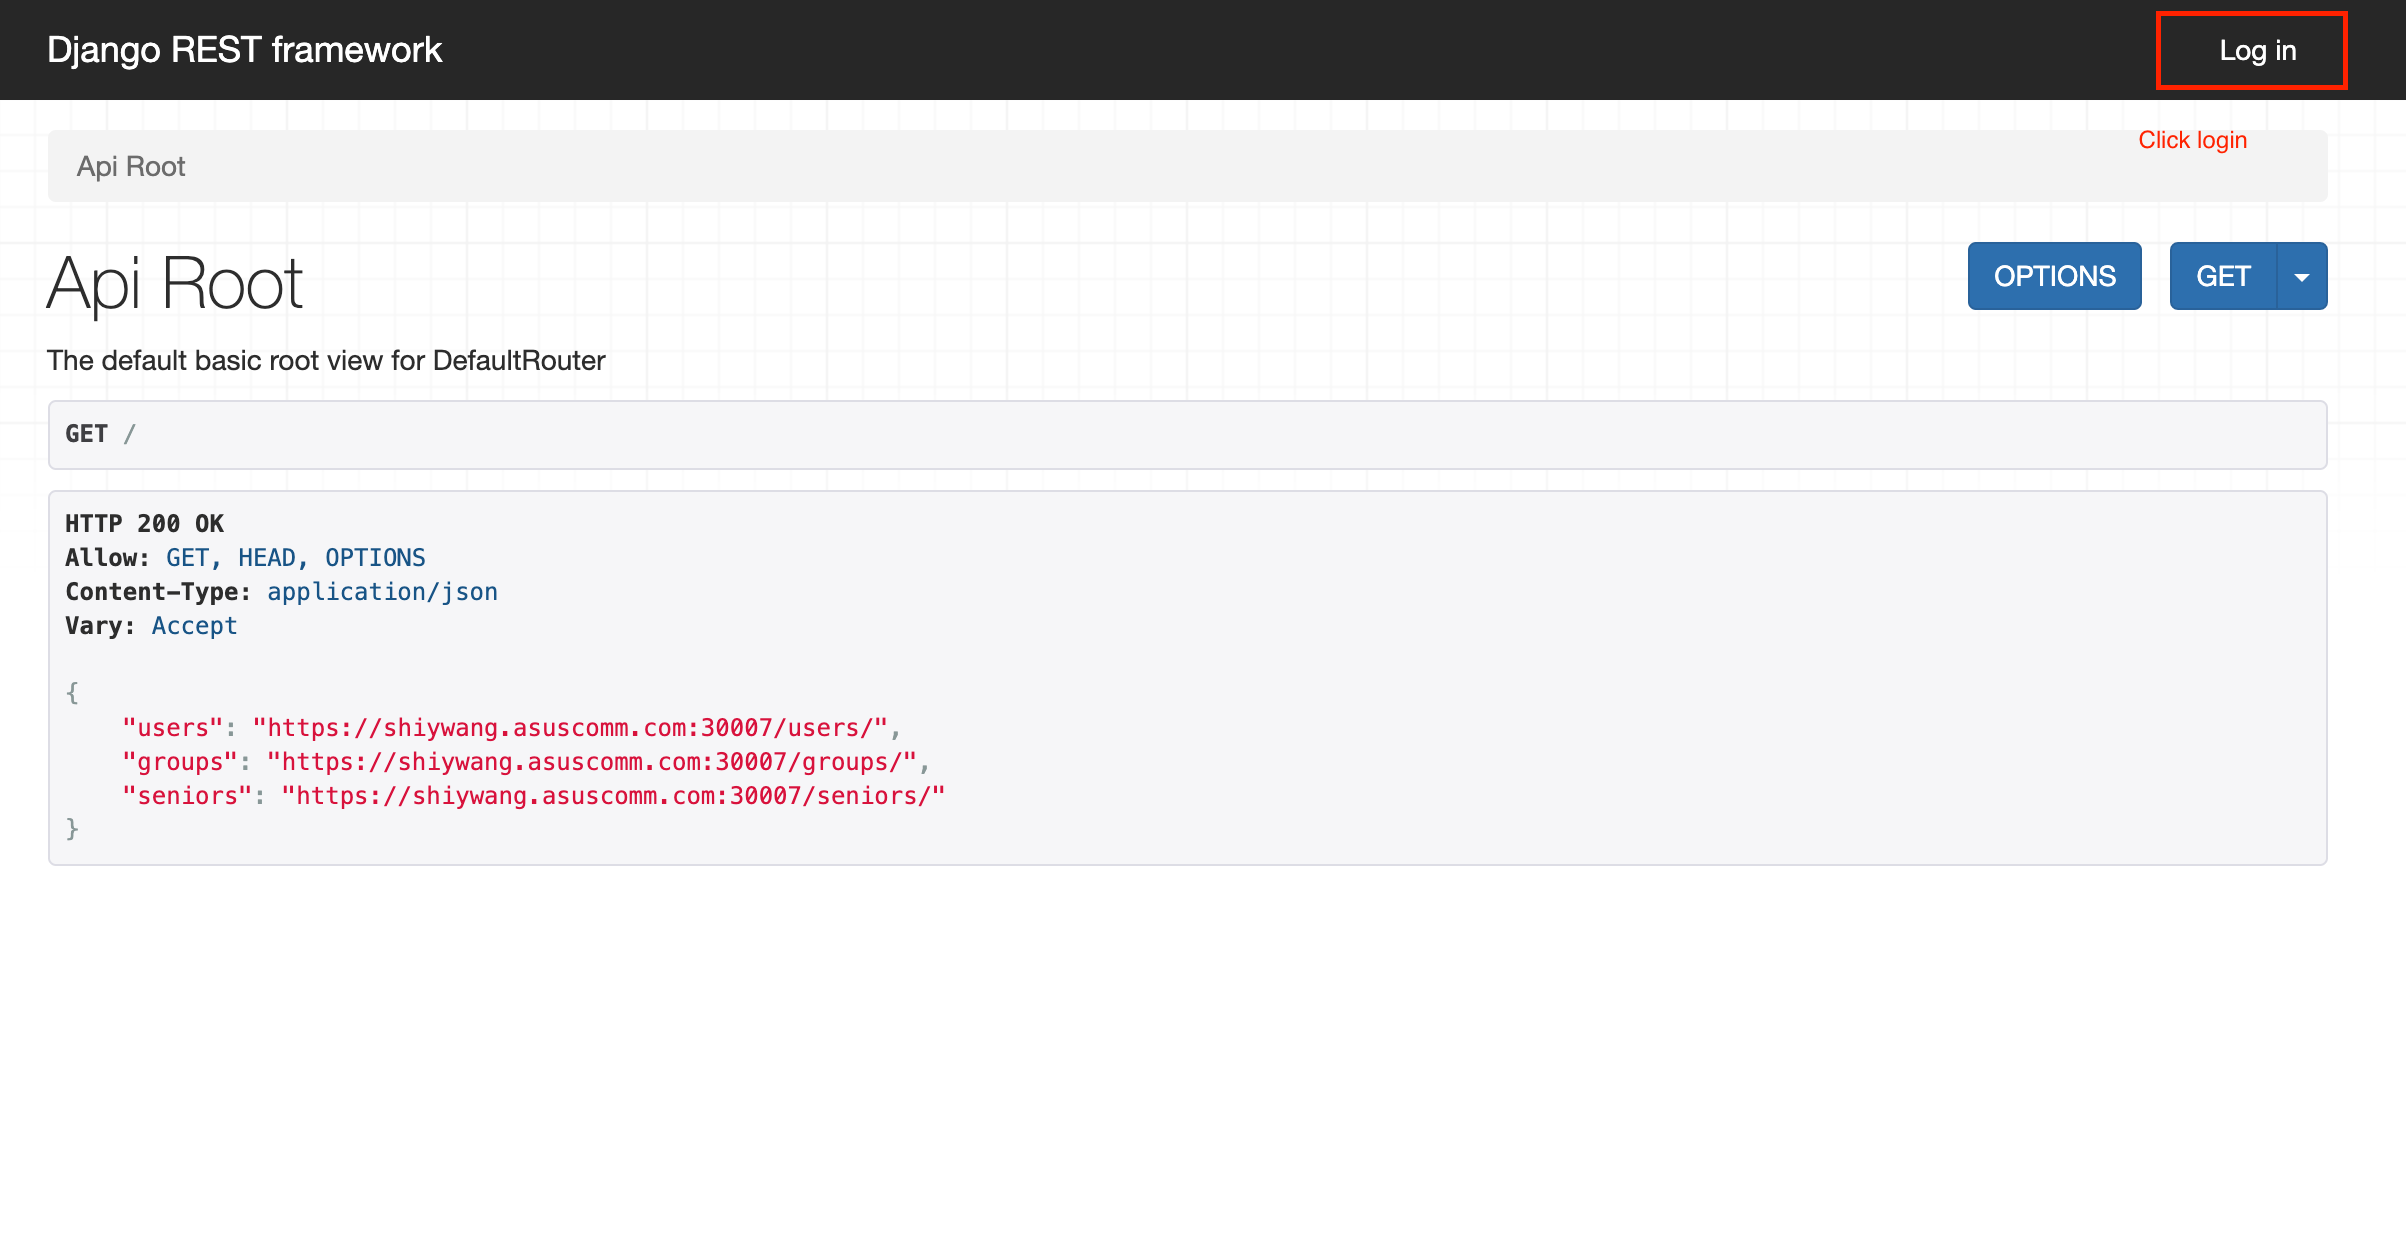 Django REST framework
Log in
Click login
Api Root
Api Root
OPTIONS
GET
The default basic root view for DefaultRouter
GET /
HTTP 200 OK
Allow: GET, HEAD, OPTIONS
Content-Type: application/json
Vary: Accept
{
    "users": "https://shiywang.asuscomm.com:30007/users/",
    "groups": "https://shiywang.asuscomm.com:30007/groups/",
    "seniors": "https://shiywang.asuscomm.com:30007/seniors/"
}